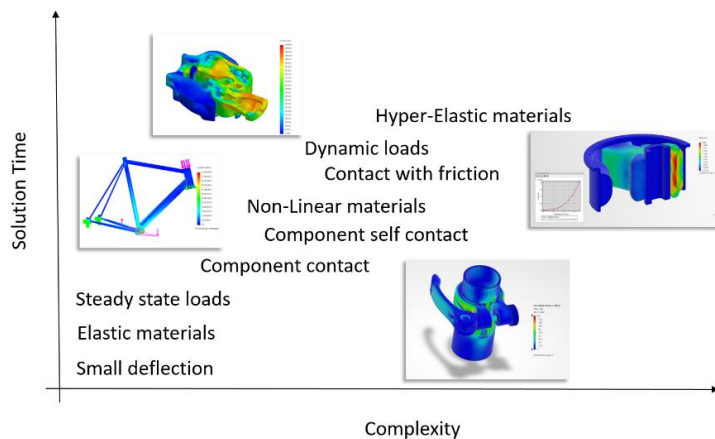 Hyper-Elastic materials
Dynamic loads
Contact with friction
Non-Linear materials
Component self contact
Component contact
Steady state loads
Elastic materials
Small deflection
Solution Time
Complexity